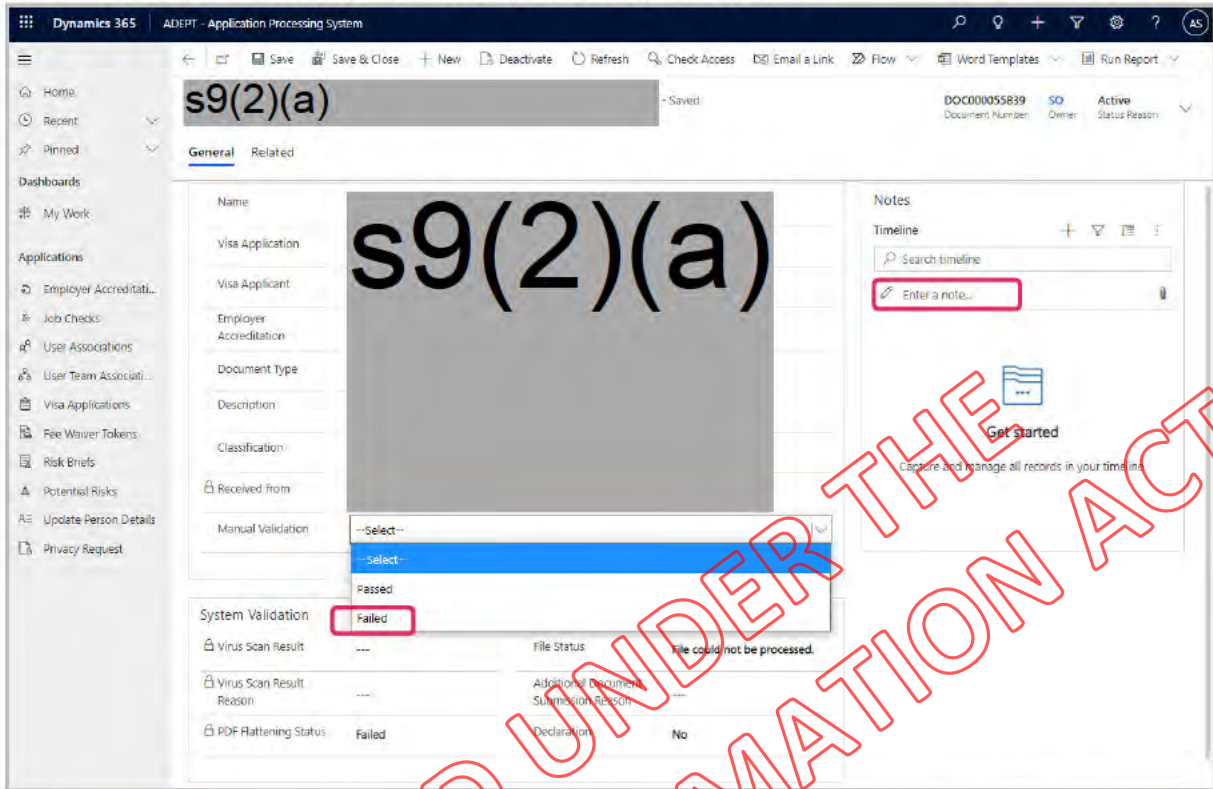 Dynamics 365 ADEPT - Application Processing System AS
Save Save & Close New Deactivate Refresh Check Access Email a Link Flow Word Templates Run Report
Home
Recent
Pinned
Dashboards
My Work
Applications
Employer Accreditati...
Job Checks
User Associations
User Team Associati...
Visa Applications
Fee Waiver Tokens
Risk Briefs
Potential Risks
Update Person Details
Privacy Request
s9(2)(a) - Saved
DOC000055839 SO Active
Document Number Owner Status Reason
General Related
Name
Visa Application
Visa Applicant
Employer
Accreditation
Document Type
Description
Classification
Received from
s9(2)(a)
Manual Validation --Select--
--Select--
Passed
Failed
System Validation
Virus Scan Result --- File Status File could not be processed.
Virus Scan Result
Reason ---
Additional Document
Submission Reason ---
PDF Flattening Status Failed Declaration No
Notes
Timeline
Search timeline
Enter a note...
Get started
Capture and manage all records in your timeline.
UNDER THE
MATION ACT